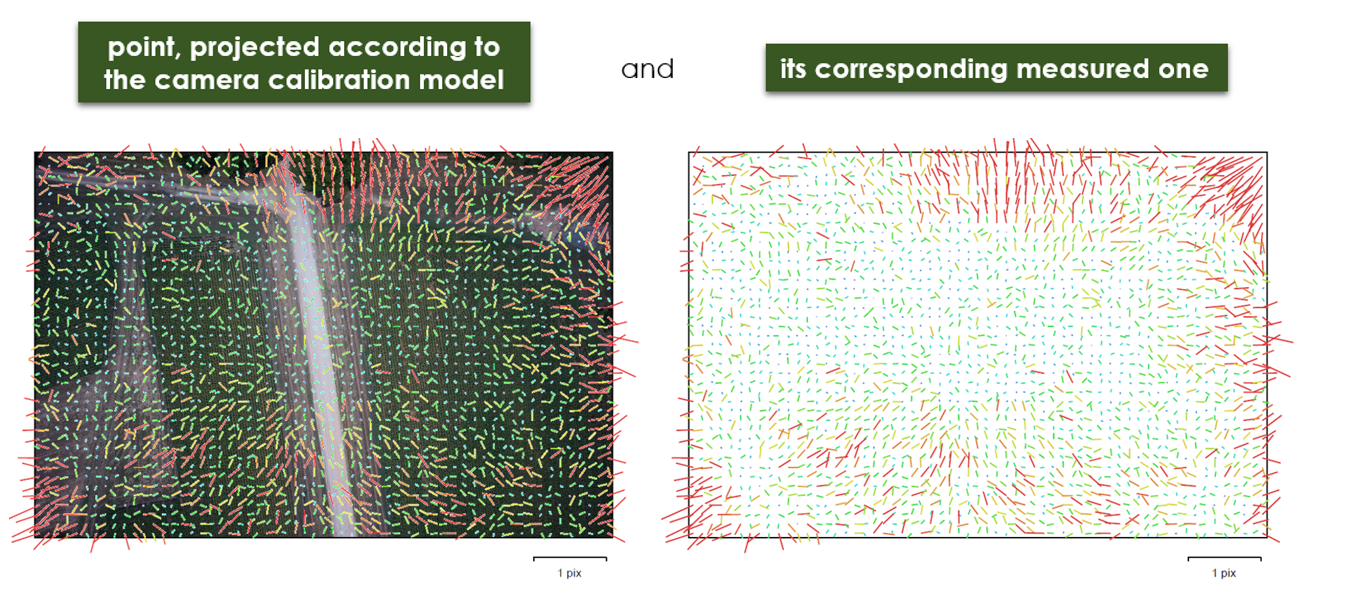 point, projected according to
the camera calibration model
and
its corresponding measured one
1 pix
1 pix